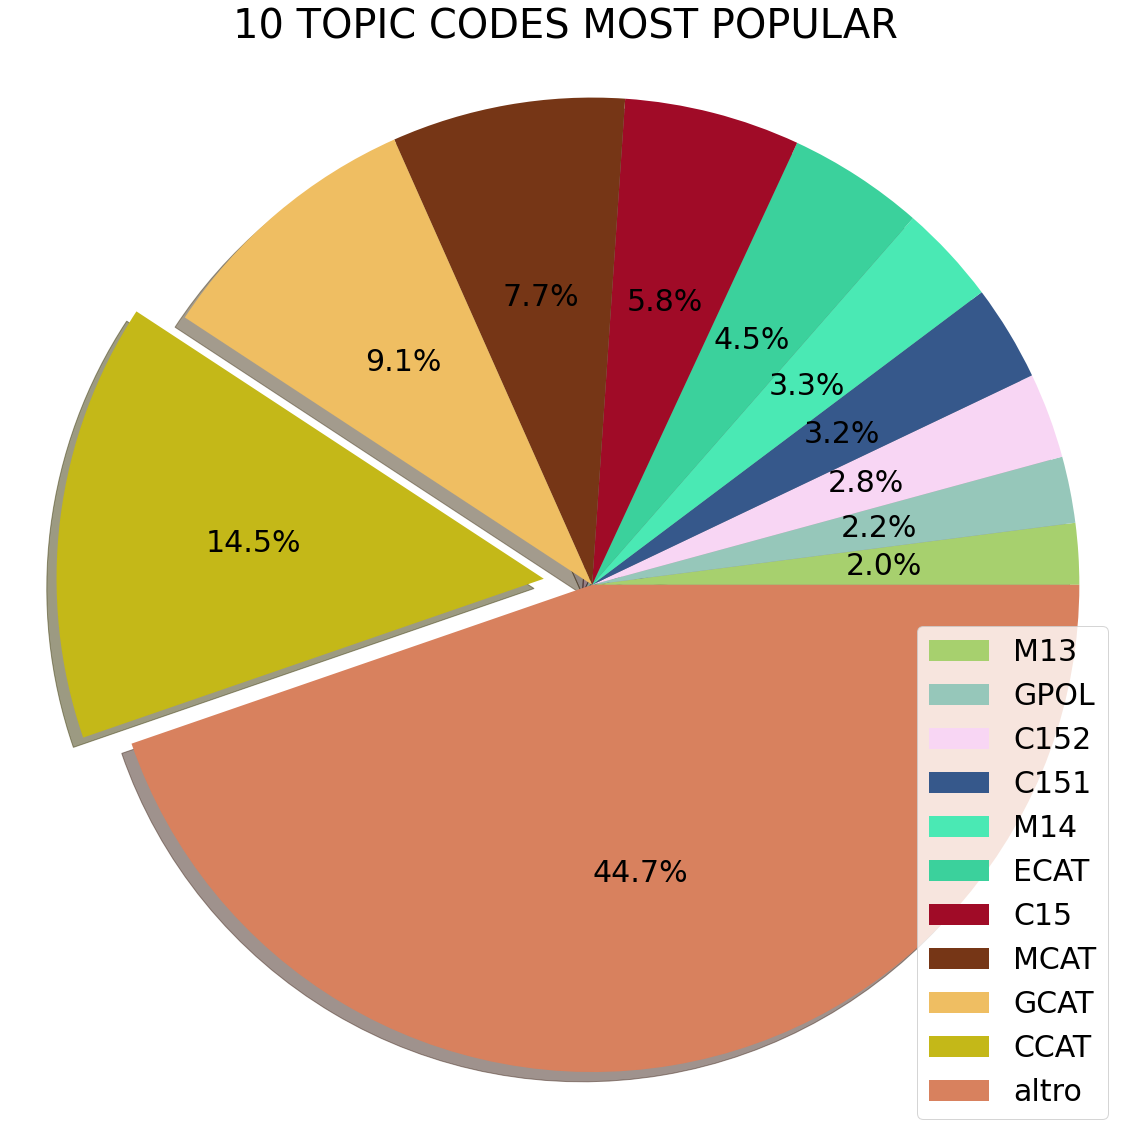 10 TOPIC CODES MOST POPULAR
7.7%
5.8%
4.5%
9.1%
3.3%
3.2%
2.8%
2.2%
14.5%
2.0%
44.7%
M13
GPOL
C152
C151
M14
ECAT
C15
MCAT
GCAT
CCAT
altro